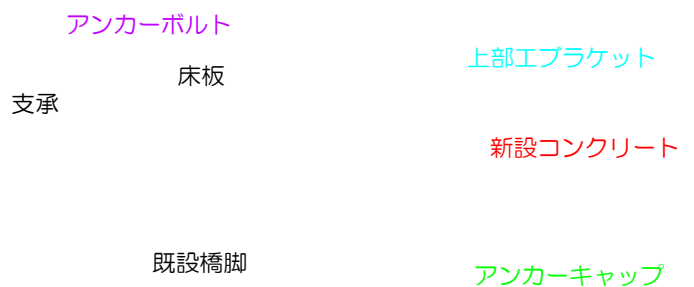 アンカーボルト
上部工ブラケット
床板
支承
新設コンクリート
既設橋脚
アンカーキャップ